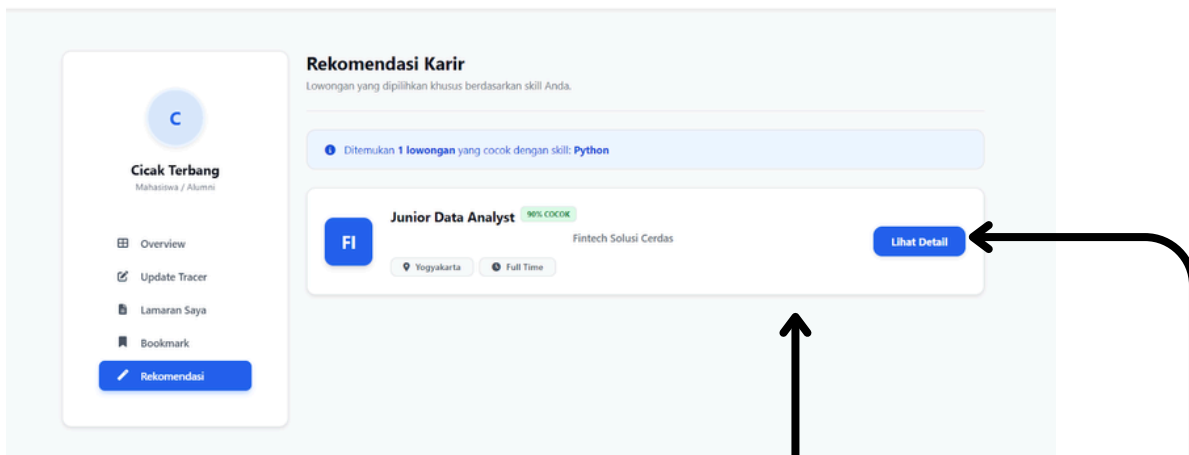 C
Cicak Terbang
Mahasiswa / Alumni
Overview
Update Tracer
Lamaran Saya
Bookmark
Rekomendasi
Rekomendasi Karir
Lowongan yang dipilihkan khusus berdasarkan skill Anda.
Ditemukan 1 lowongan yang cocok dengan skill: Python
FI
Junior Data Analyst 90% COCOK
Fintech Solusi Cerdas
Yogyakarta Full Time
Lihat Detail